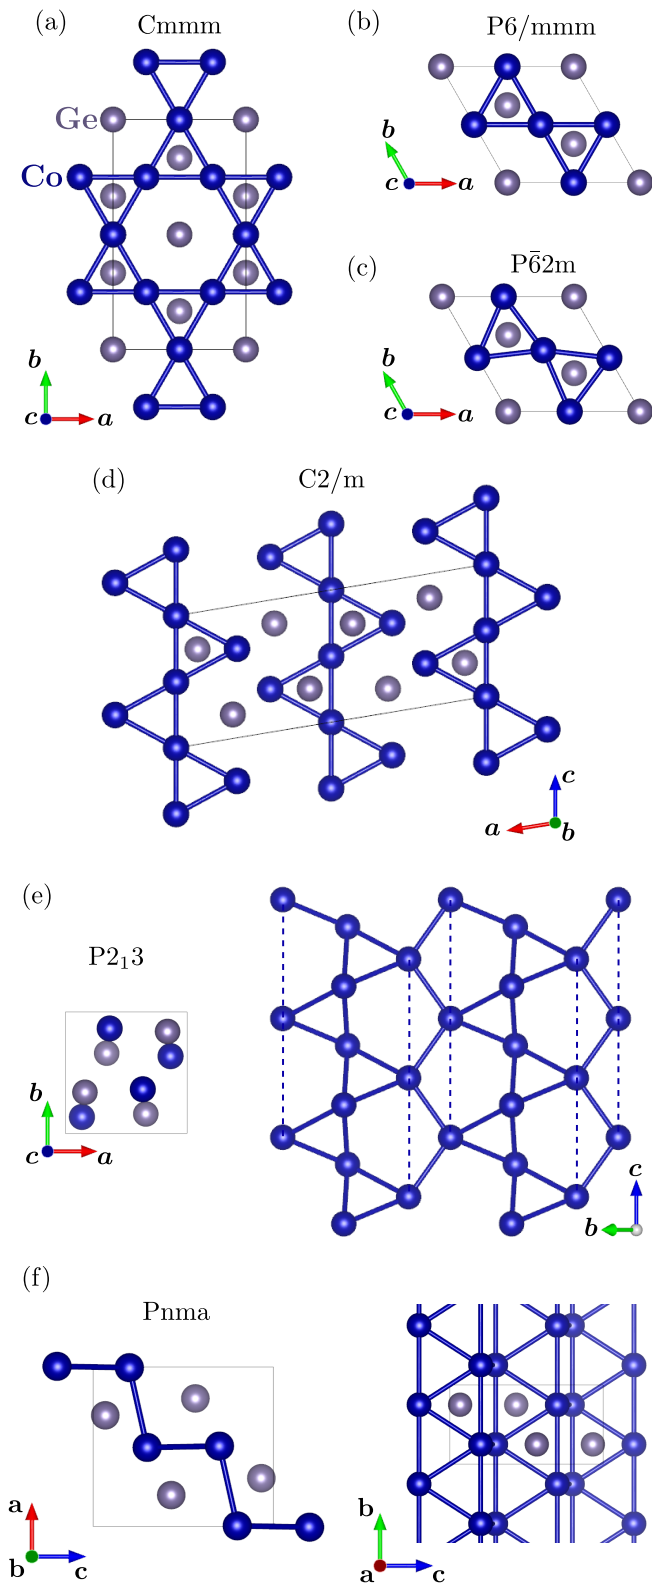 (a) Cmmm
Ge
Co
b
c a
(b) P6/mmm
b
c a
(c) P6̄2m
b
c a
(d) C2/m
c
a b
(e)
P2₁3
b
c a
c
b
(f)
Pnma
a
b c
b
a c